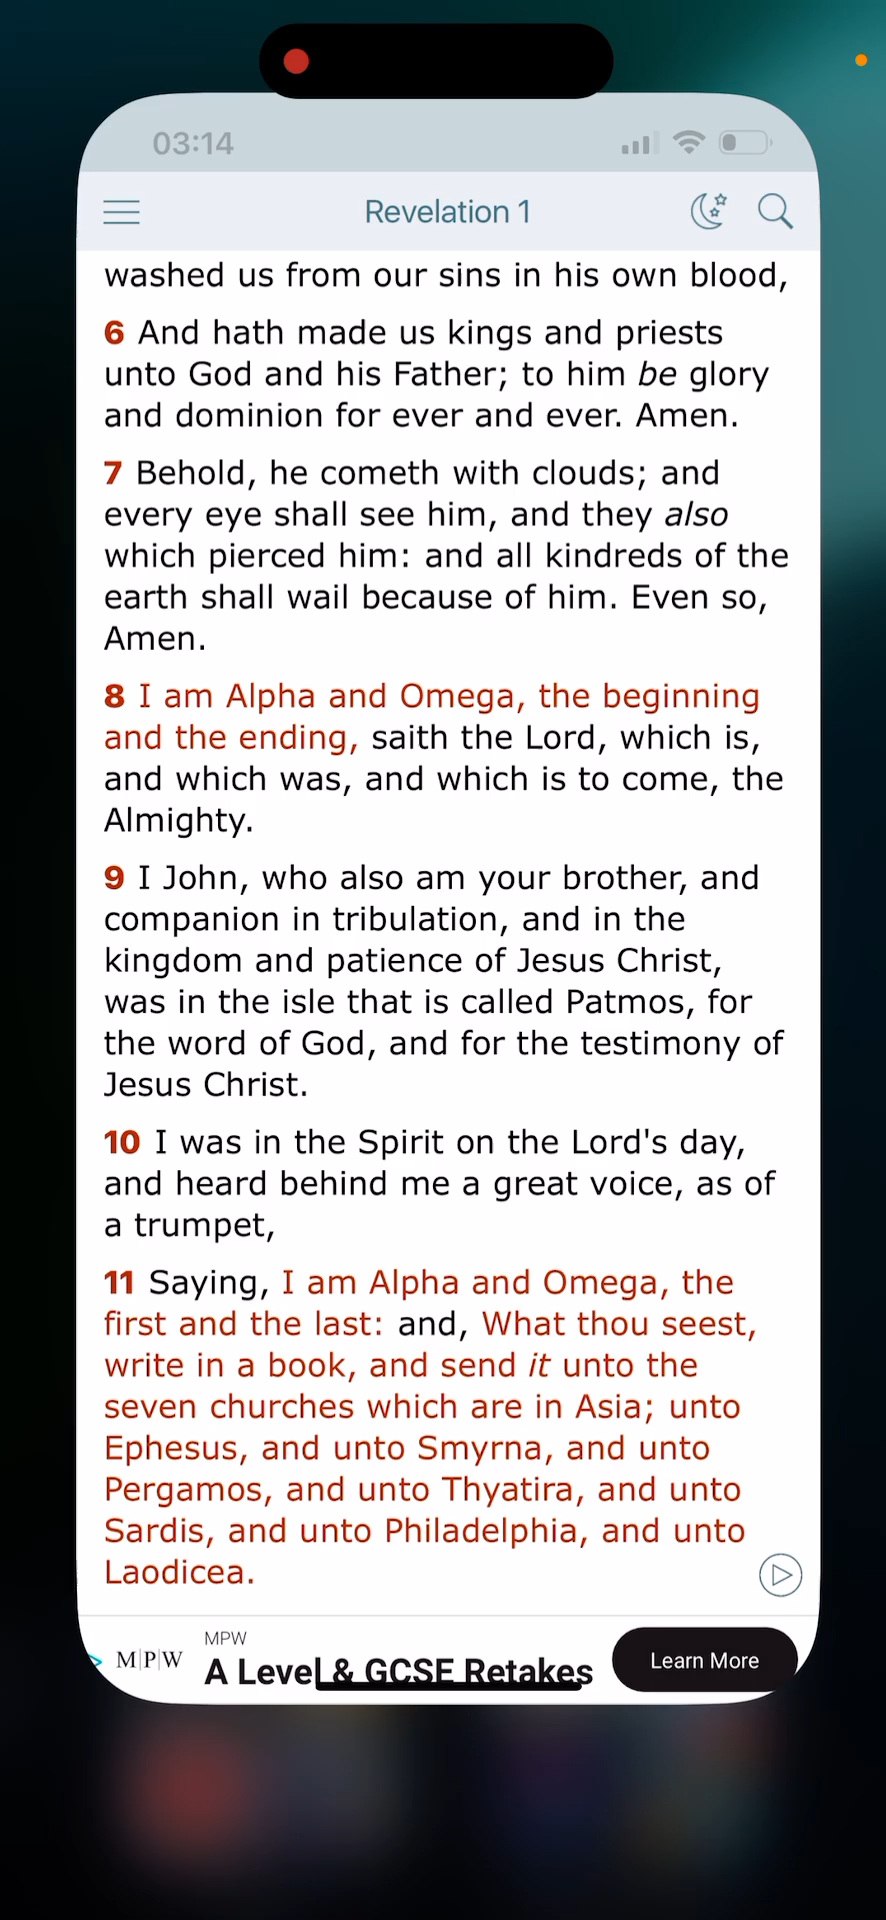 03:14
Revelation 1
washed us from our sins in his own blood,
6 And hath made us kings and priests
unto God and his Father; to him be glory
and dominion for ever and ever. Amen.
7 Behold, he cometh with clouds; and
every eye shall see him, and they also
which pierced him: and all kindreds of the
earth shall wail because of him. Even so,
Amen.
8 I am Alpha and Omega, the beginning
and the ending, saith the Lord, which is,
and which was, and which is to come, the
Almighty.
9 I John, who also am your brother, and
companion in tribulation, and in the
kingdom and patience of Jesus Christ,
was in the isle that is called Patmos, for
the word of God, and for the testimony of
Jesus Christ.
10 I was in the Spirit on the Lord's day,
and heard behind me a great voice, as of
a trumpet,
11 Saying, I am Alpha and Omega, the
first and the last: and, What thou seest,
write in a book, and send it unto the
seven churches which are in Asia; unto
Ephesus, and unto Smyrna, and unto
Pergamos, and unto Thyatira, and unto
Sardis, and unto Philadelphia, and unto
Laodicea.
M|P|W
MPW
A Level & GCSE Retakes
Learn More